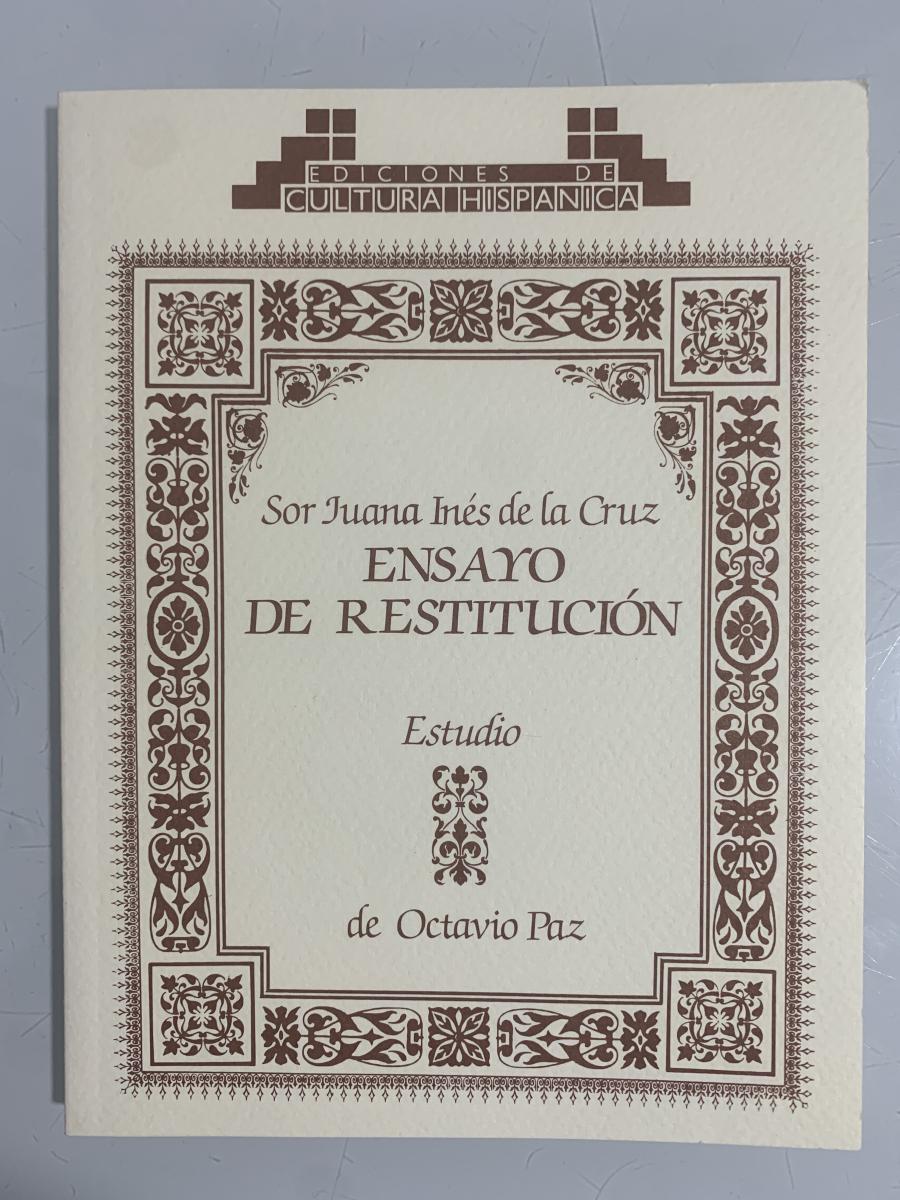 EDICIONES DE
CULTURA HISPANICA
Sor Juana Inés de la Cruz
ENSAYO
DE RESTITUCIÓN
Estudio
de Octavio Paz